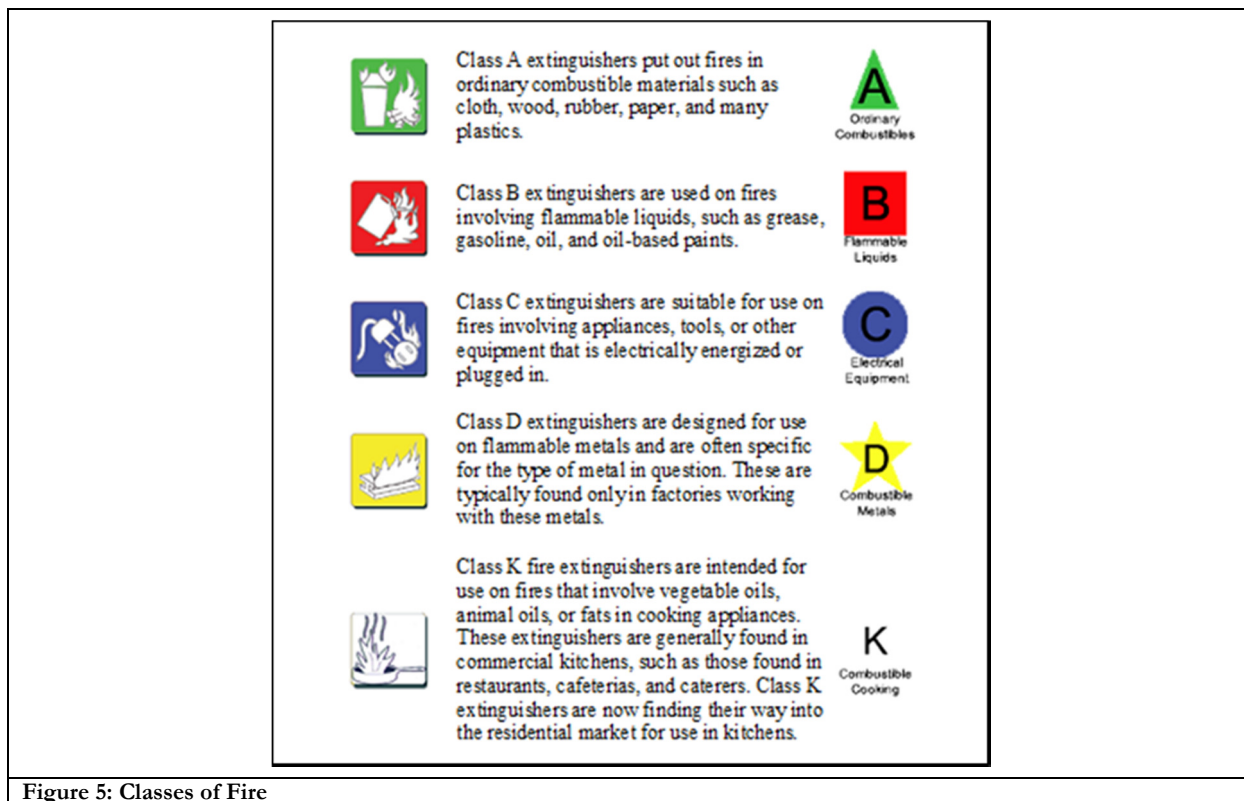 Class A extinguishers put out fires in
ordinary combustible materials such as
cloth, wood, rubber, paper, and many
plastics.
A
Ordinary
Combustibles
Class B extinguishers are used on fires
involving flammable liquids, such as grease,
gasoline, oil, and oil-based paints.
B
Flammable
Liquids
Class C extinguishers are suitable for use on
fires involving appliances, tools, or other
equipment that is electrically energized or
plugged in.
C
Electrical
Equipment
Class D extinguishers are designed for use
on flammable metals and are often specific
for the type of metal in question. These are
typically found only in factories working
with these metals.
D
Combustible
Metals
Class K fire extinguishers are intended for
use on fires that involve vegetable oils,
animal oils, or fats in cooking appliances.
These extinguishers are generally found in
commercial kitchens, such as those found in
restaurants, cafeterias, and caterers. Class K
extinguishers are now finding their way into
the residential market for use in kitchens.
K
Combustible
Cooking
Figure 5: Classes of Fire